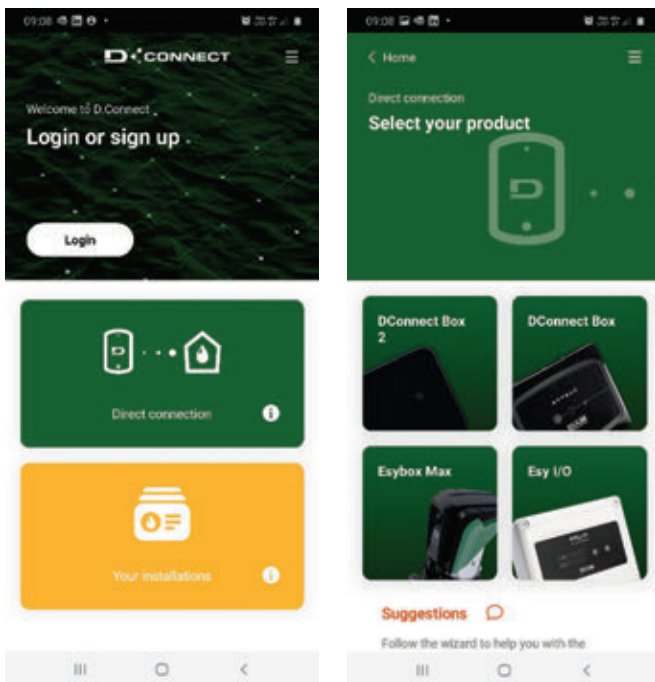 09:08
D CONNECT
Welcome to D.Connect
Login or sign up
Login
Direct connection
Your installations
09:08
< Home
Direct connection
Select your product
DConnect Box
2
DConnect Box
Esybox Max
Esy I/O
Suggestions
Follow the wizard to help you with the